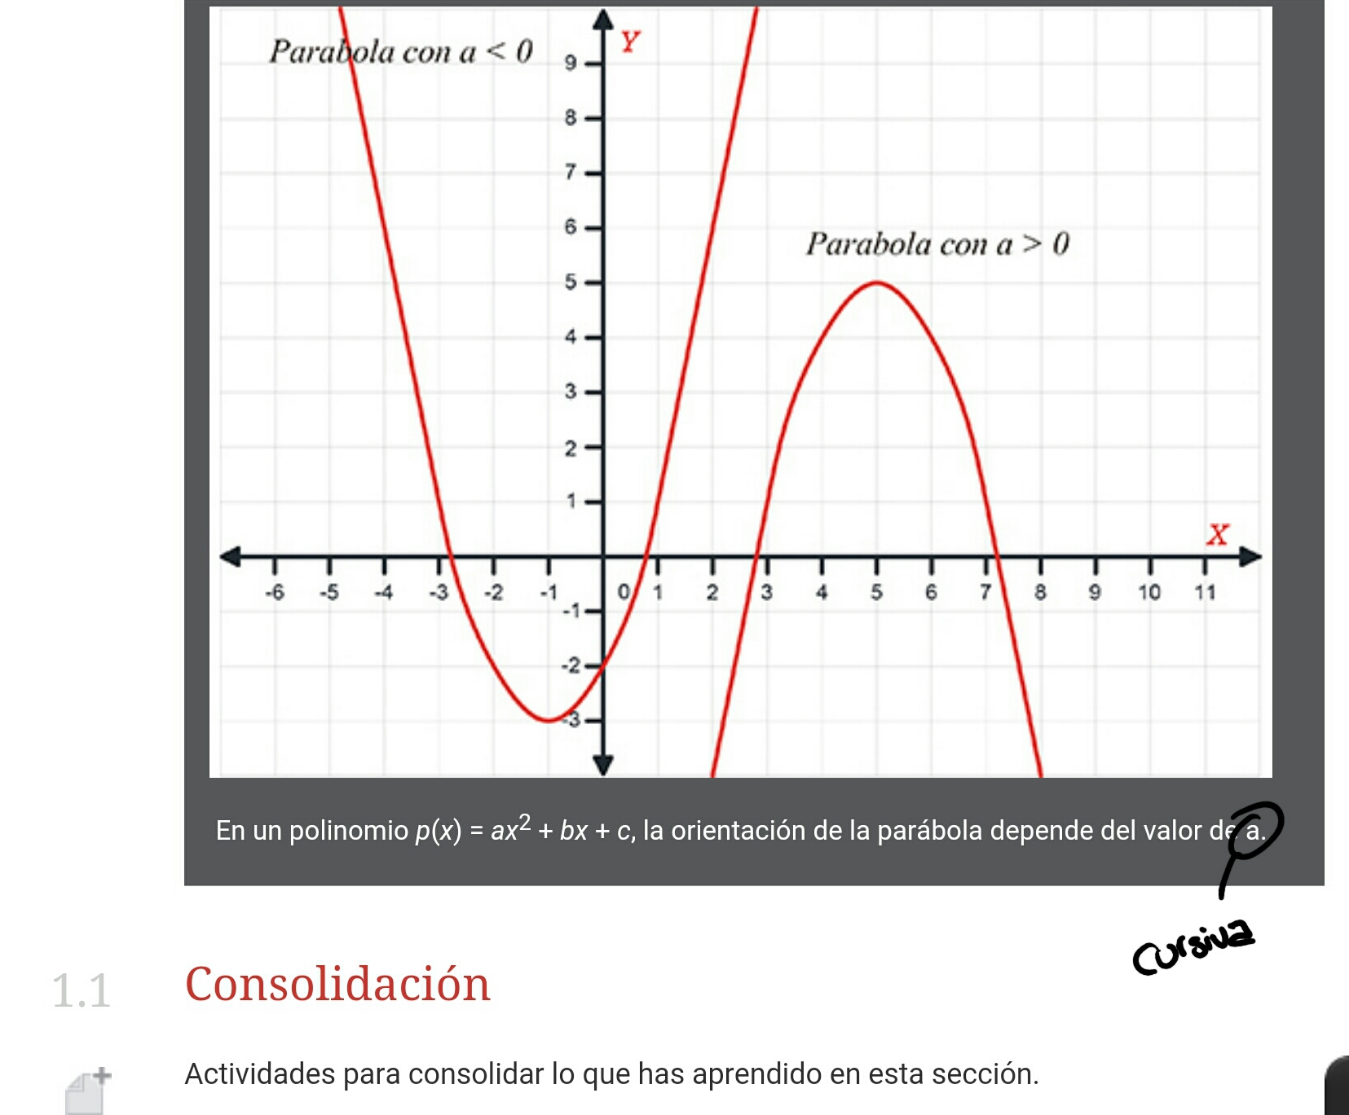 Parabola con a < 0
Y
9
8
7
6
Parabola con a > 0
5
4
3
2
1
X
-6 -5 -4 -3 -2 -1 0 1 2 3 4 5 6 7 8 9 10 11
-1
-2
-3
En un polinomio p(x) = ax² + bx + c, la orientación de la parábola depende del valor de a.
cursiva
1.1 Consolidación
Actividades para consolidar lo que has aprendido en esta sección.